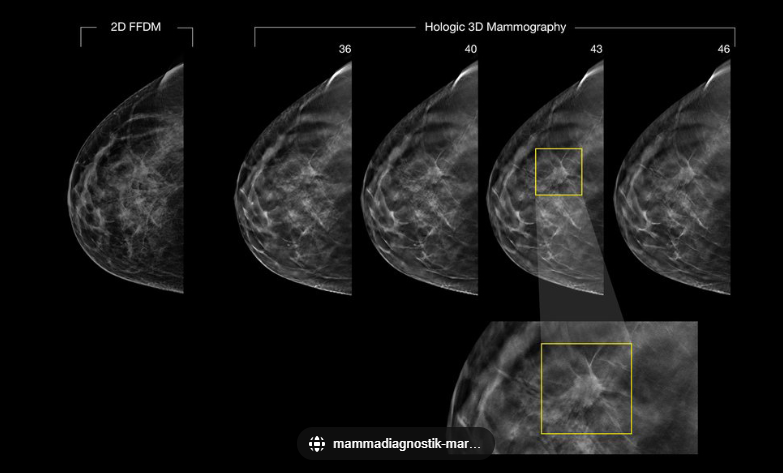 2D FFDM
Hologic 3D Mammography
36
40
43
46
mammadiagnostik-mar...